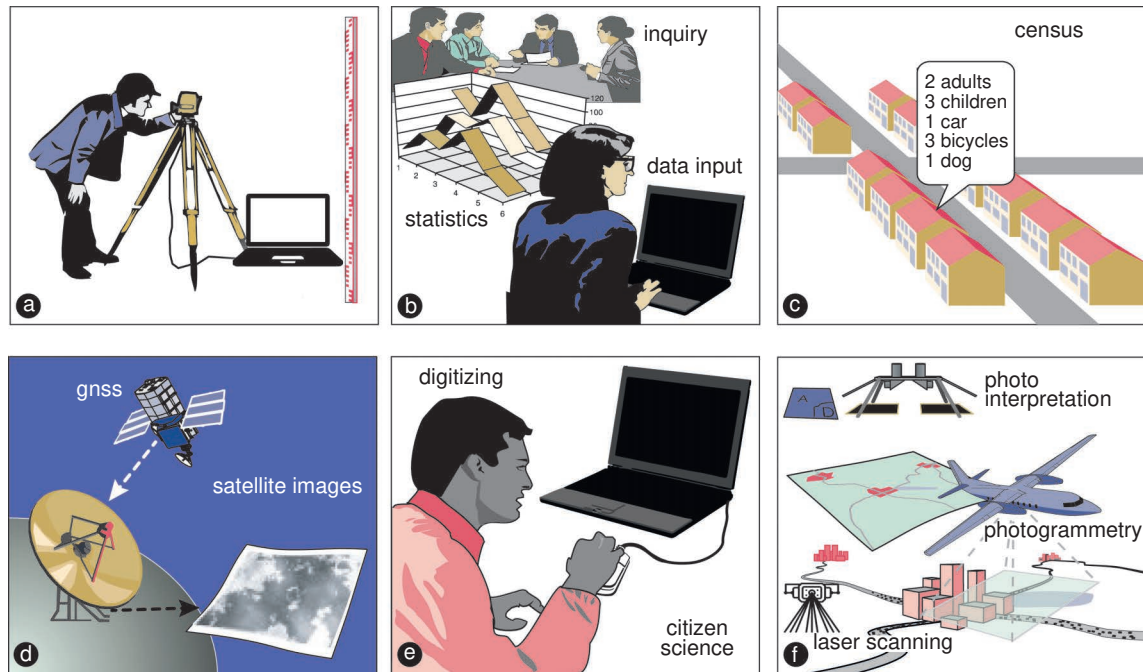 a
inquiry
120
100
1 2 3 4 5 6
data input
statistics
b
census
2 adults
3 children
1 car
3 bicycles
1 dog
c
gnss
satellite images
d
digitizing
citizen
science
e
photo
interpretation
A
D
photogrammetry
laser scanning
f